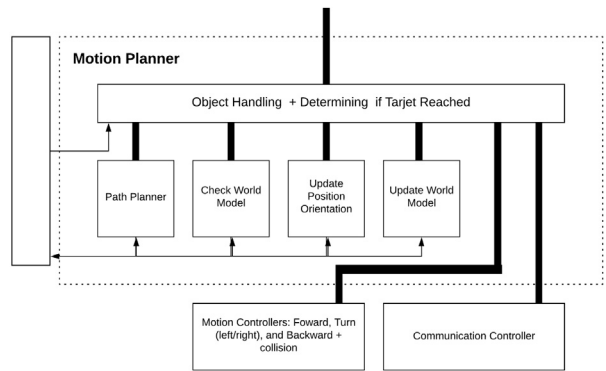 Motion Planner
Object Handling + Determining if Tarjet Reached
Path Planner
Check World
Model
Update
Position
Orientation
Update World
Model
Motion Controllers: Foward, Turn
(left/right), and Backward +
collision
Communication Controller